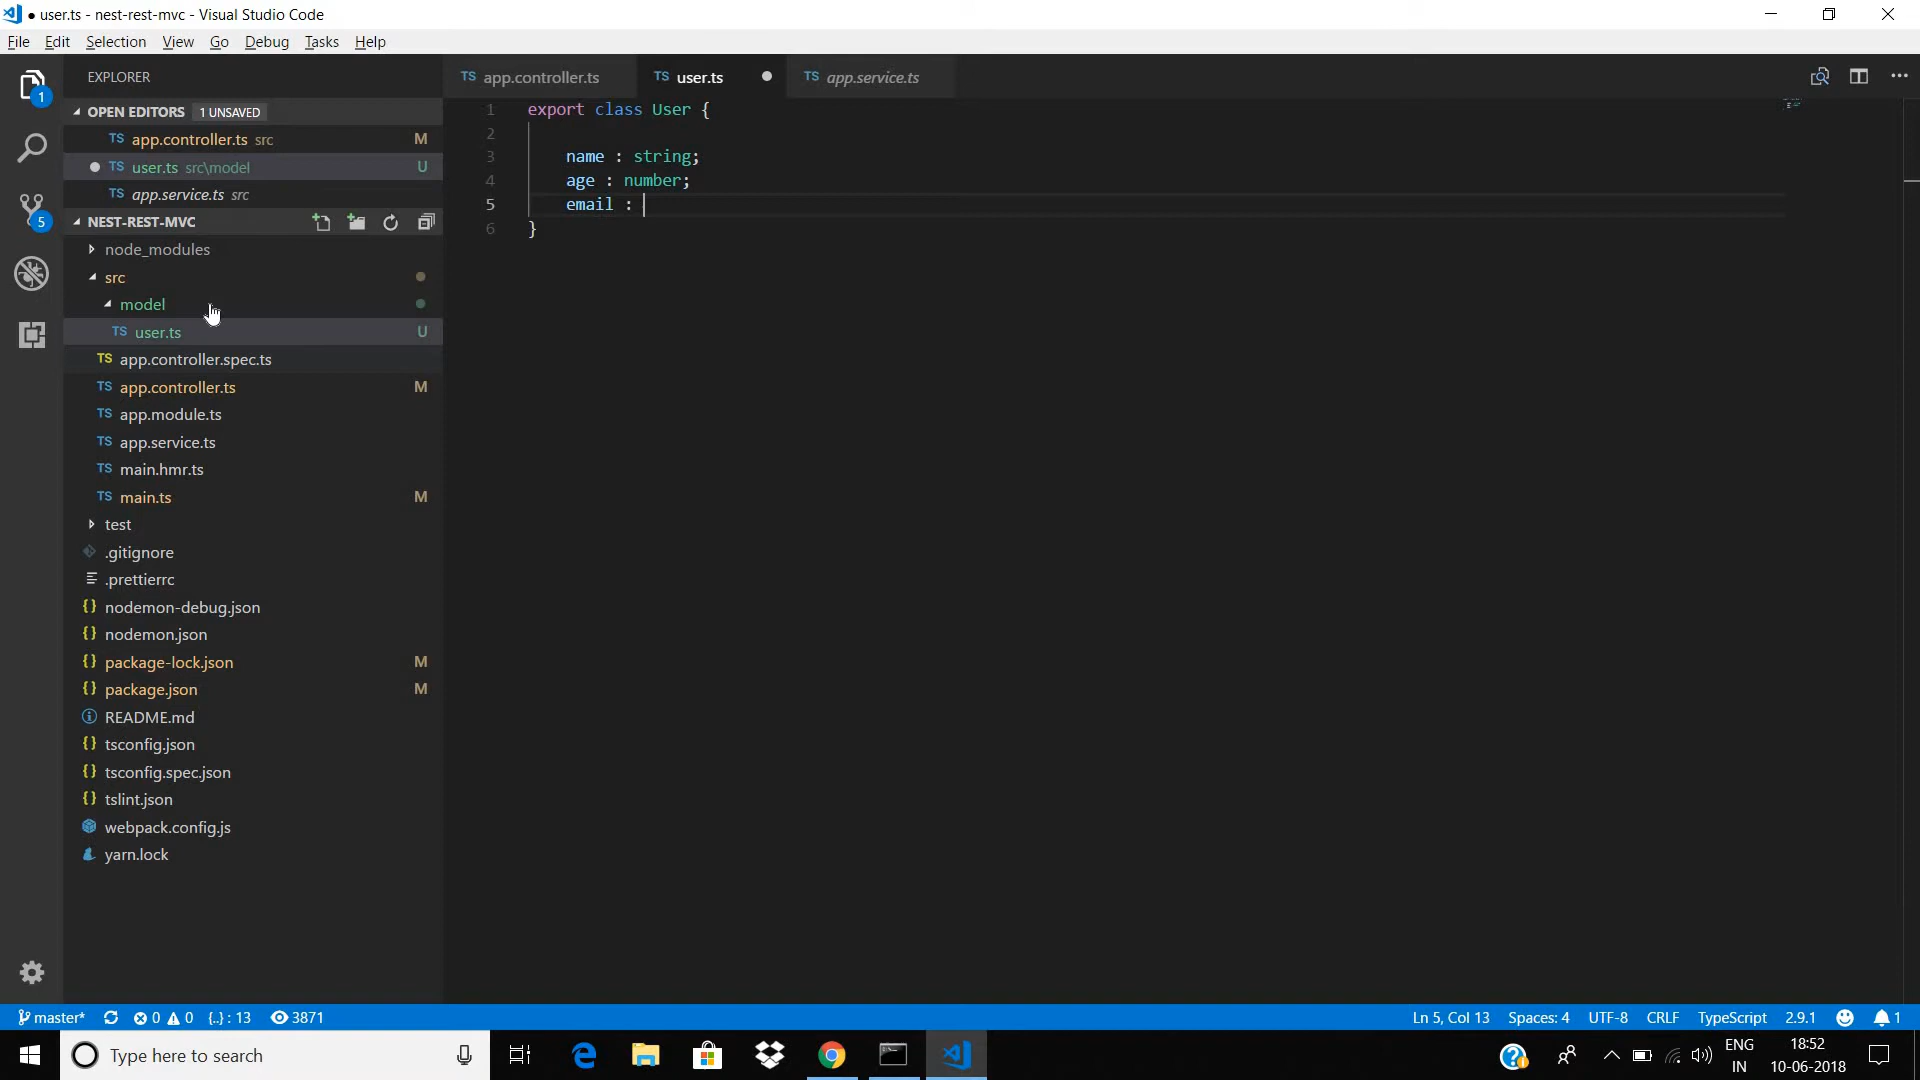 user.ts - nest-rest-mvc - Visual Studio Code
File Edit Selection View Go Debug Tasks Help
EXPLORER
1
OPEN EDITORS 1 UNSAVED
TS app.controller.ts src M
TS user.ts src\model U
TS app.service.ts src
5
NEST-REST-MVC
node_modules
src
model
TS user.ts U
TS app.controller.spec.ts
TS app.controller.ts M
TS app.module.ts
TS app.service.ts
TS main.hmr.ts
TS main.ts M
test
.gitignore
.prettierrc
{} nodemon-debug.json
{} nodemon.json
{} package-lock.json M
{} package.json M
README.md
{} tsconfig.json
{} tsconfig.spec.json
{} tslint.json
webpack.config.js
yarn.lock
TS app.controller.ts TS user.ts TS app.service.ts
1 export class User {
2
3 name : string;
4 age : number;
5 email :
6 }
master* 0 0 {..} : 13 3871 Ln 5, Col 13 Spaces: 4 UTF-8 CRLF TypeScript 2.9.1 1
Type here to search
ENG
IN
18:52
10-06-2018